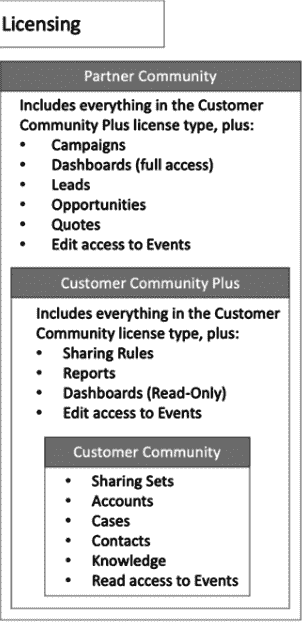 Licensing
Partner Community
Includes everything in the Customer
Community Plus license type, plus:
• Campaigns
• Dashboards (full access)
• Leads
• Opportunities
• Quotes
• Edit access to Events
Customer Community Plus
Includes everything in the Customer
Community license type, plus:
• Sharing Rules
• Reports
• Dashboards (Read-Only)
• Edit access to Events
Customer Community
• Sharing Sets
• Accounts
• Cases
• Contacts
• Knowledge
• Read access to Events